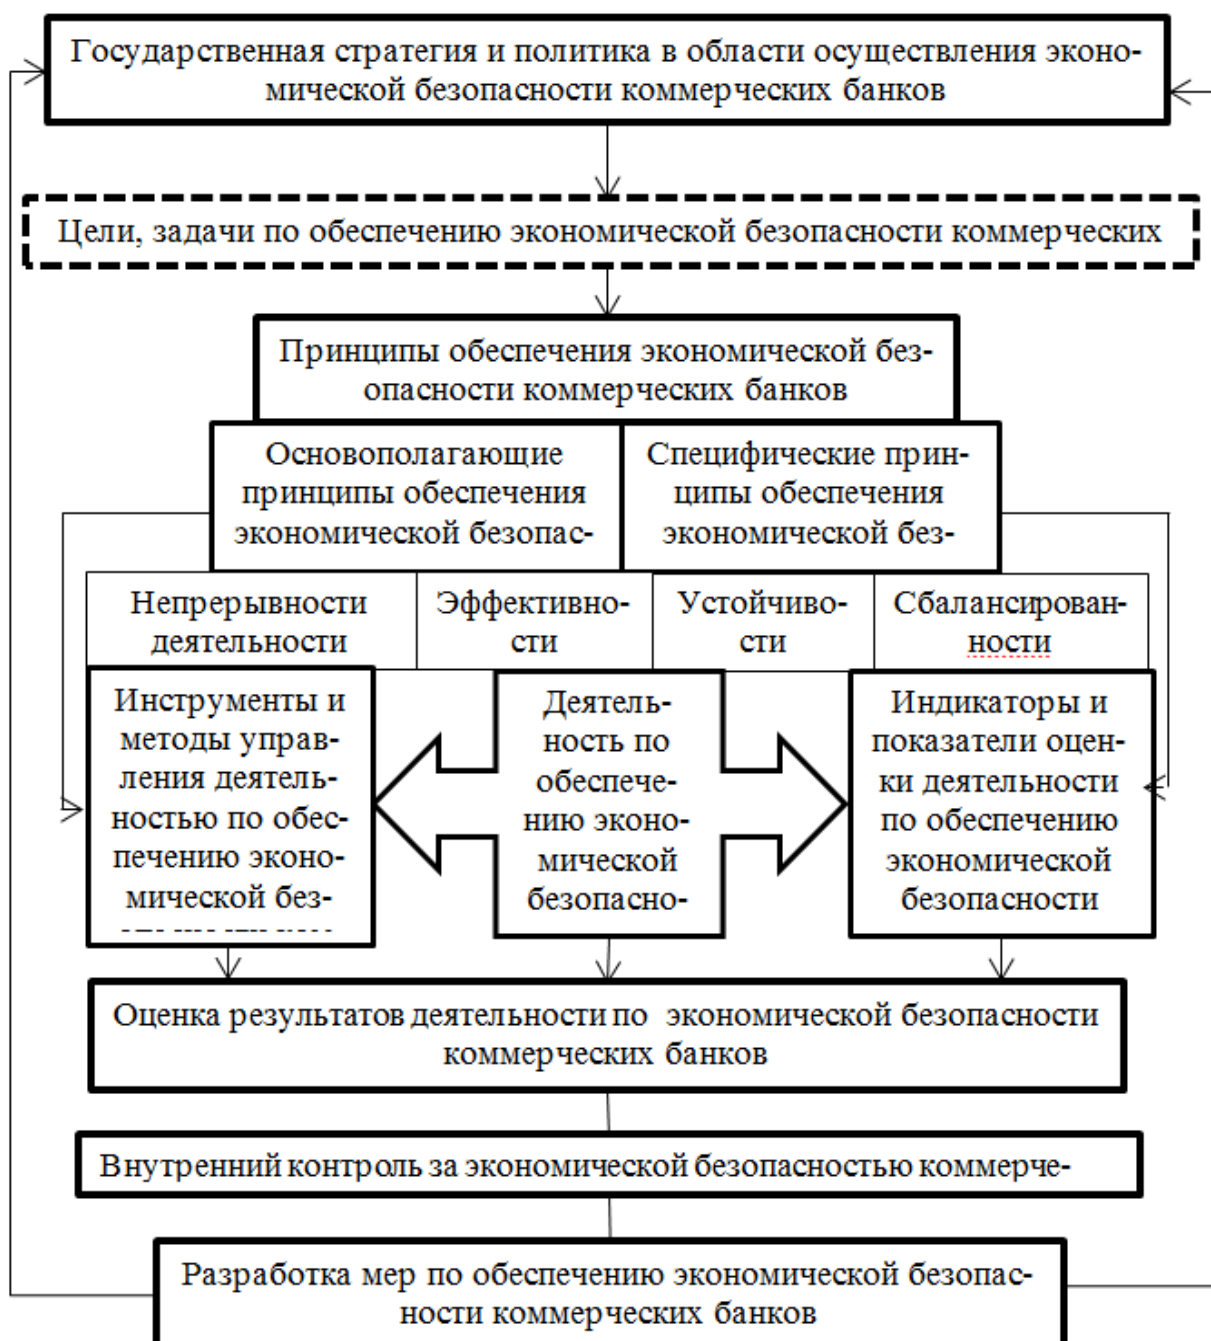 Государственная стратегия и политика в области осуществления эконо-
мической безопасности коммерческих банков
Цели, задачи по обеспечению экономической безопасности коммерческих
Принципы обеспечения экономической без-
опасности коммерческих банков
Основополагающие
принципы обеспечения
экономической безопас-
Специфические прин-
ципы обеспечения
экономической без-
Непрерывности
деятельности
Эффективно-
сти
Устойчиво-
сти
Сбалансирован-
ности
Инструменты и
методы управ-
ления деятель-
ностью по обес-
печению эконо-
мической без-
Деятель-
ность по
обеспече-
нию эконо-
мической
безопасно-
Индикаторы и
показатели оцен-
ки деятельности
по обеспечению
экономической
безопасности
Оценка результатов деятельности по экономической безопасности
коммерческих банков
Внутренний контроль за экономической безопасностью коммерче-
Разработка мер по обеспечению экономической безопас-
ности коммерческих банков